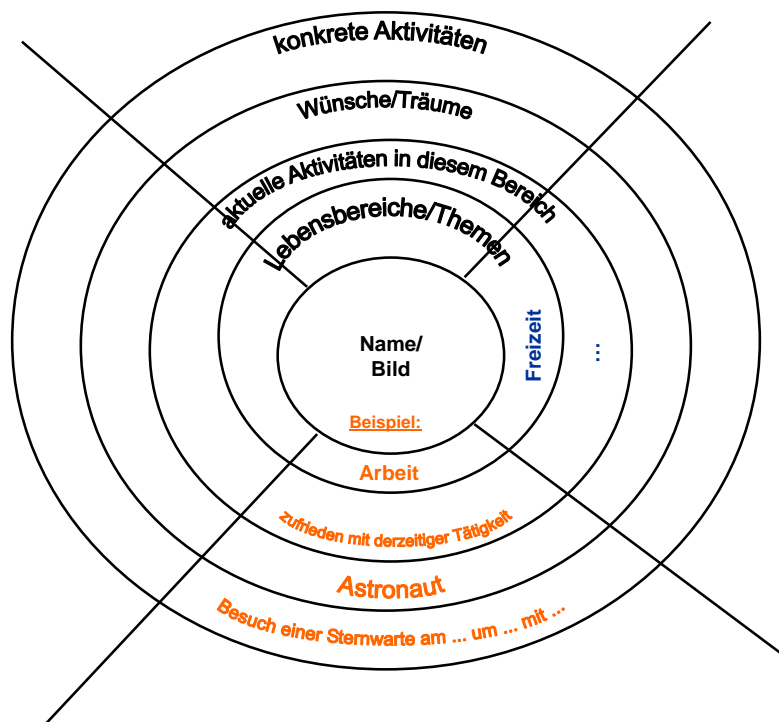 konkrete Aktivitäten
Wünsche/Träume
aktuelle Aktivitäten in diesem Bereich
Lebensbereiche/Themen
Name/
Bild
Freizeit
...
Beispiel:
Arbeit
zufrieden mit derzeitiger Tätigkeit
Astronaut
Besuch einer Sternwarte am ... um ... mit ...